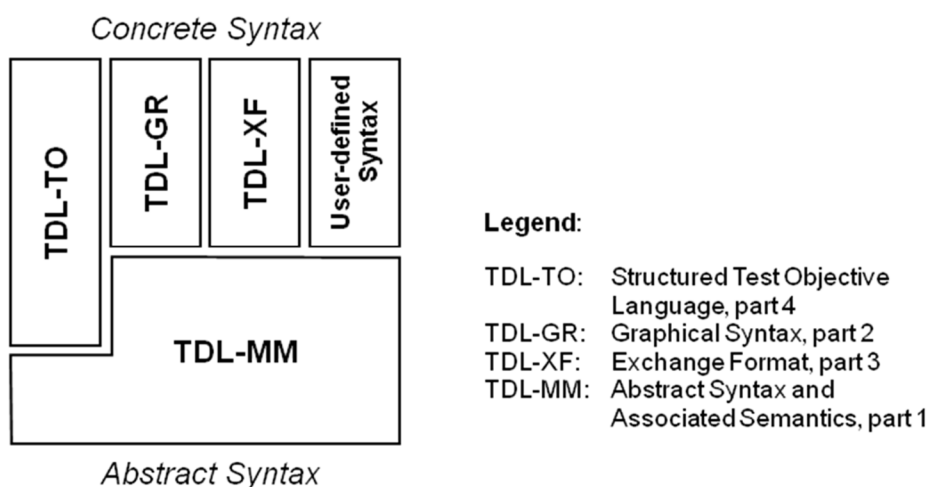 Concrete Syntax
TDL-TO
TDL-GR
TDL-XF
User-defined
Syntax
TDL-MM
Abstract Syntax
Legend:
TDL-TO: Structured Test Objective
Language, part 4
TDL-GR: Graphical Syntax, part 2
TDL-XF: Exchange Format, part 3
TDL-MM: Abstract Syntax and
Associated Semantics, part 1